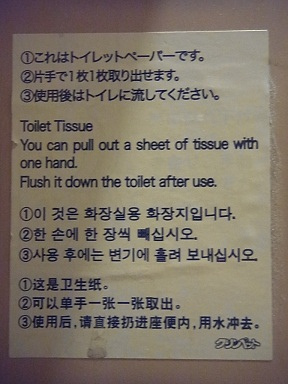 ①これはトイレットペーパーです。
②片手で1枚1枚取り出せます。
③使用後はトイレに流してください。
Toilet Tissue
You can pull out a sheet of tissue with
one hand.
Flush it down the toilet after use.
①이 것은 화장실용 화장지입니다.
②한 손에 한 장씩 빼십시오.
③사용 후에는 변기에 흘려 보내십시오.
①这是卫生纸。
②可以单手一张一张取出。
③使用后，请直接扔进座便内，用水冲去。